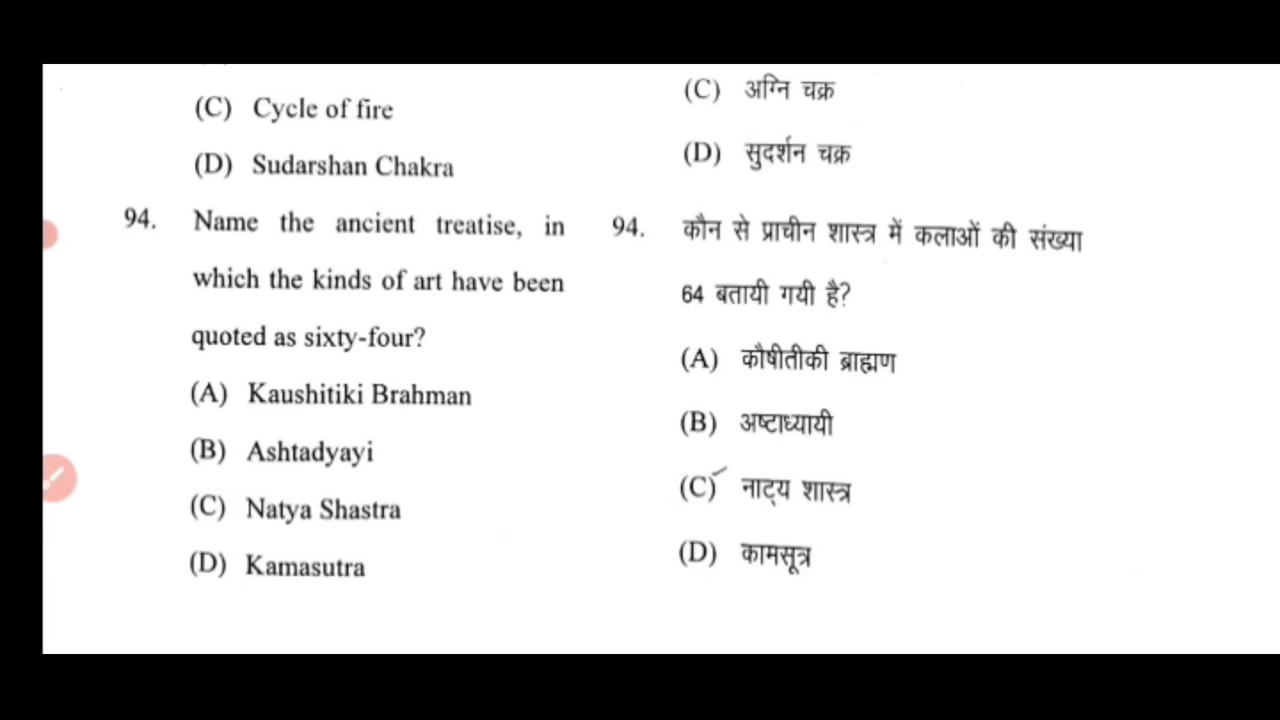 (C) Cycle of fire
(D) Sudarshan Chakra
94. Name the ancient treatise, in
which the kinds of art have been
quoted as sixty-four?
(A) Kaushitiki Brahman
(B) Ashtadyayi
(C) Natya Shastra
(D) Kamasutra
(C) अग्नि चक्र
(D) सुदर्शन चक्र
94. कौन से प्राचीन शास्त्र में कलाओं की संख्या
64 बतायी गयी है?
(A) कौषीतीकी ब्राह्मण
(B) अष्टाध्यायी
(C) नाट्य शास्त्र
(D) कामसूत्र